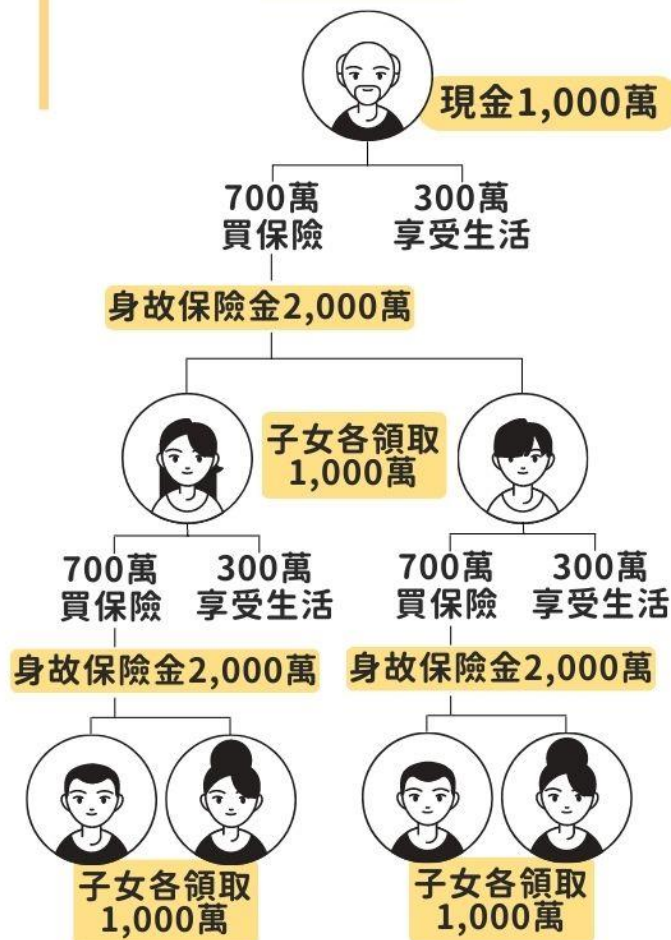 現金1,000萬
700萬
買保險
300萬
享受生活
身故保險金2,000萬
子女各領取
1,000萬
700萬
買保險
300萬
享受生活
700萬
買保險
300萬
享受生活
身故保險金2,000萬
身故保險金2,000萬
子女各領取
1,000萬
子女各領取
1,000萬